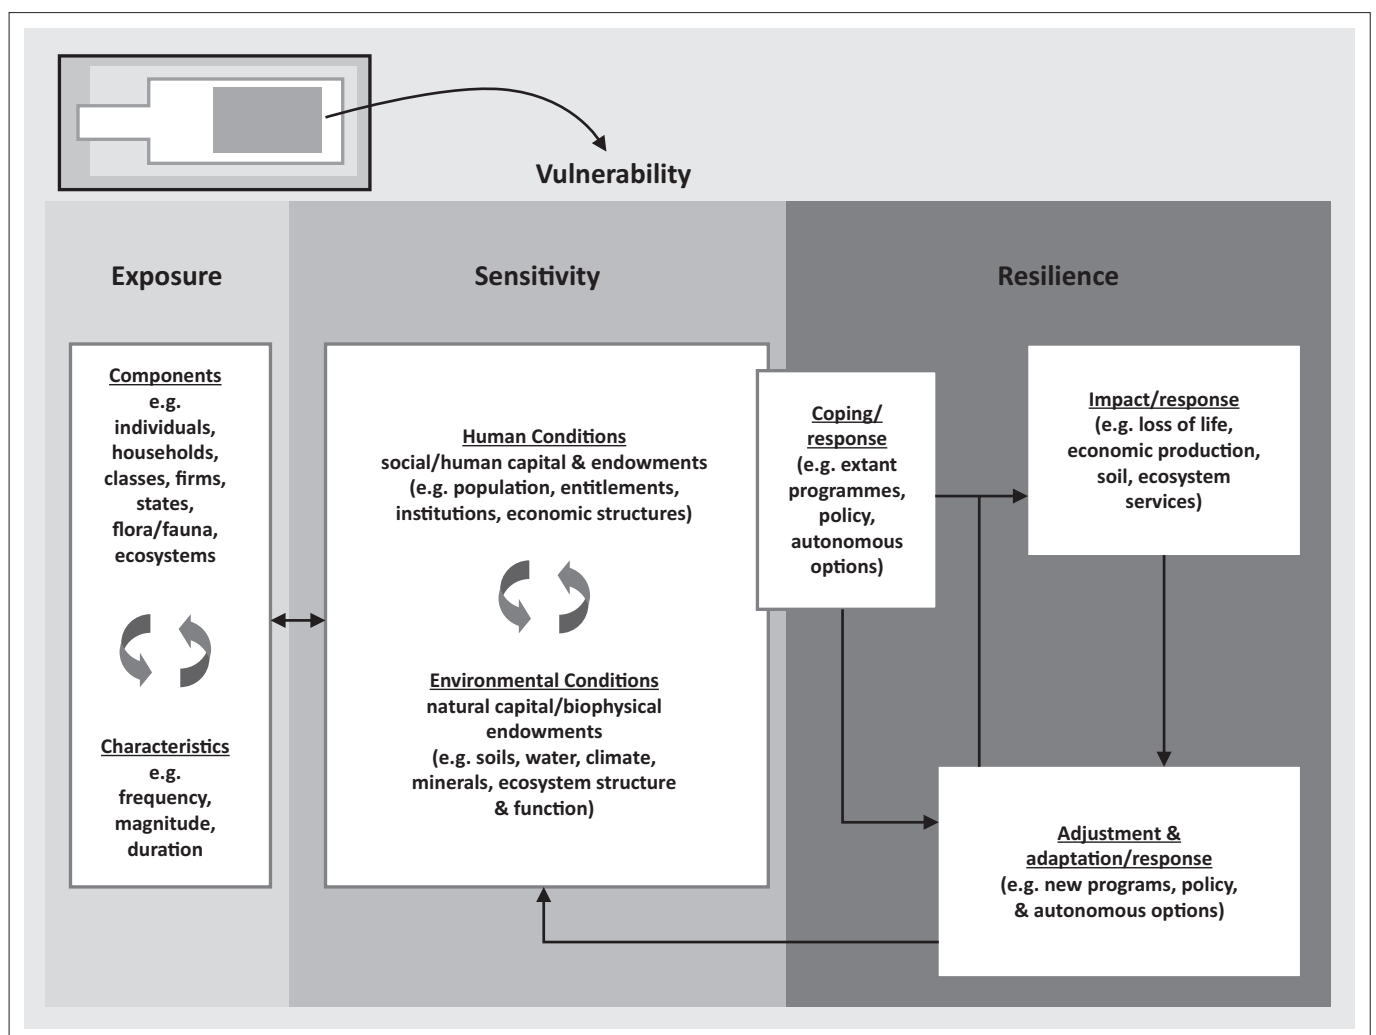 Vulnerability
Exposure
Sensitivity
Resilience
Components
e.g.
individuals,
households,
classes, firms,
states,
flora/fauna,
ecosystems
Characteristics
e.g.
frequency,
magnitude,
duration
Human Conditions
social/human capital & endowments
(e.g. population, entitlements,
institutions, economic structures)
Environmental Conditions
natural capital/biophysical
endowments
(e.g. soils, water, climate,
minerals, ecosystem structure
& function)
Coping/
response
(e.g. extant
programmes,
policy,
autonomous
options)
Impact/response
(e.g. loss of life,
economic production,
soil, ecosystem
services)
Adjustment &
adaptation/response
(e.g. new programs, policy,
& autonomous options)